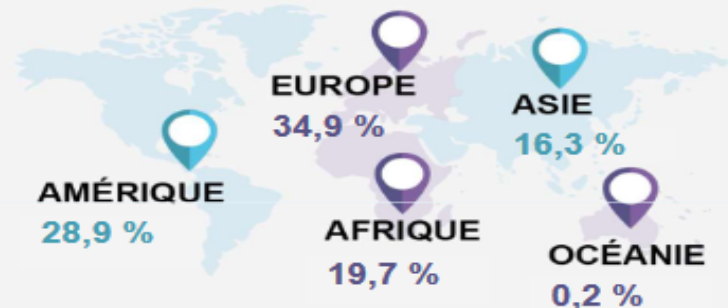 EUROPE
34,9 %
ASIE
16,3 %
AMÉRIQUE
28,9 %
AFRIQUE
19,7 %
OCÉANIE
0,2 %